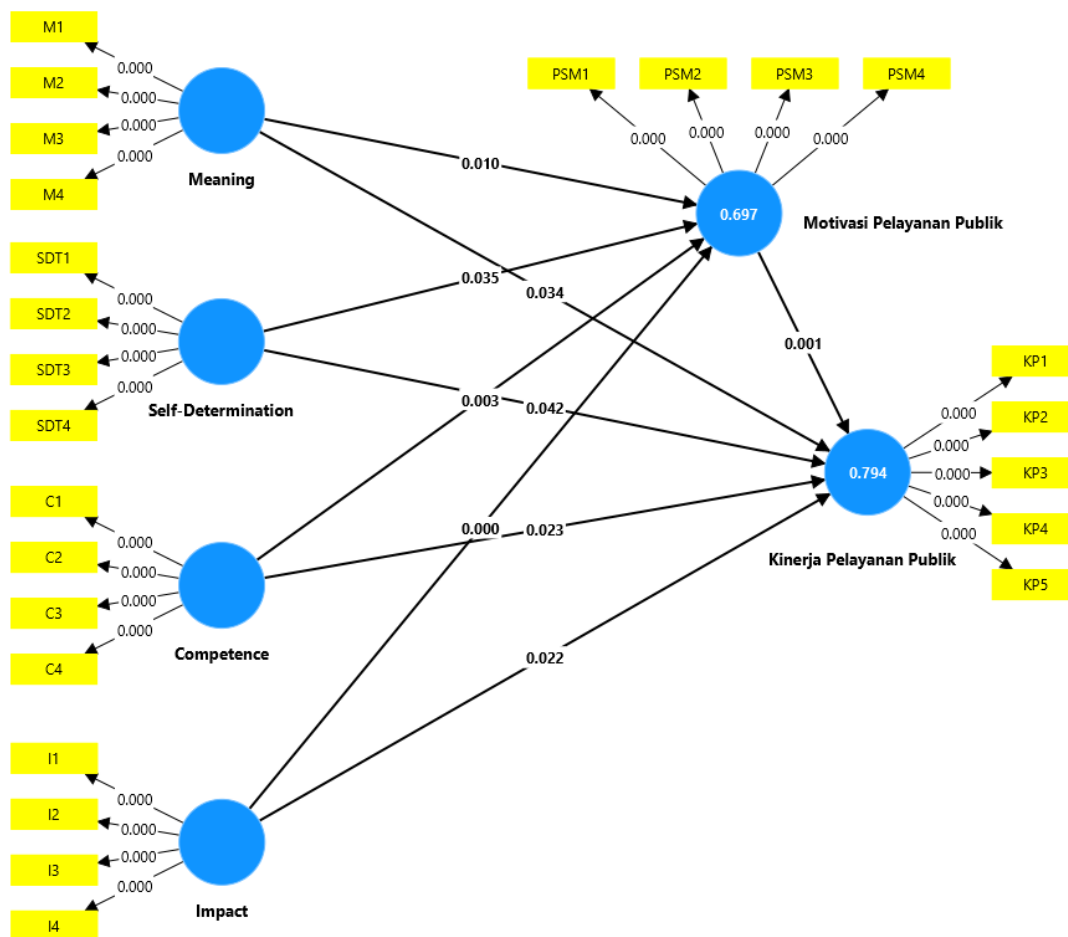 M1
0.000
M2
0.000
M3
0.000
M4
0.000
Meaning
SDT1
0.000
SDT2
0.000
SDT3
0.000
SDT4
0.000
Self-Determination
C1
0.000
C2
0.000
C3
0.000
C4
0.000
Competence
I1
0.000
I2
0.000
I3
0.000
I4
0.000
Impact
0.010
0.035
0.034
0.003
0.042
0.000
0.023
0.022
PSM1
PSM2
PSM3
PSM4
0.000
0.000
0.000
0.000
0.697
Motivasi Pelayanan Publik
0.001
0.794
Kinerja Pelayanan Publik
KP1
0.000
KP2
0.000
KP3
0.000
KP4
0.000
KP5
0.000